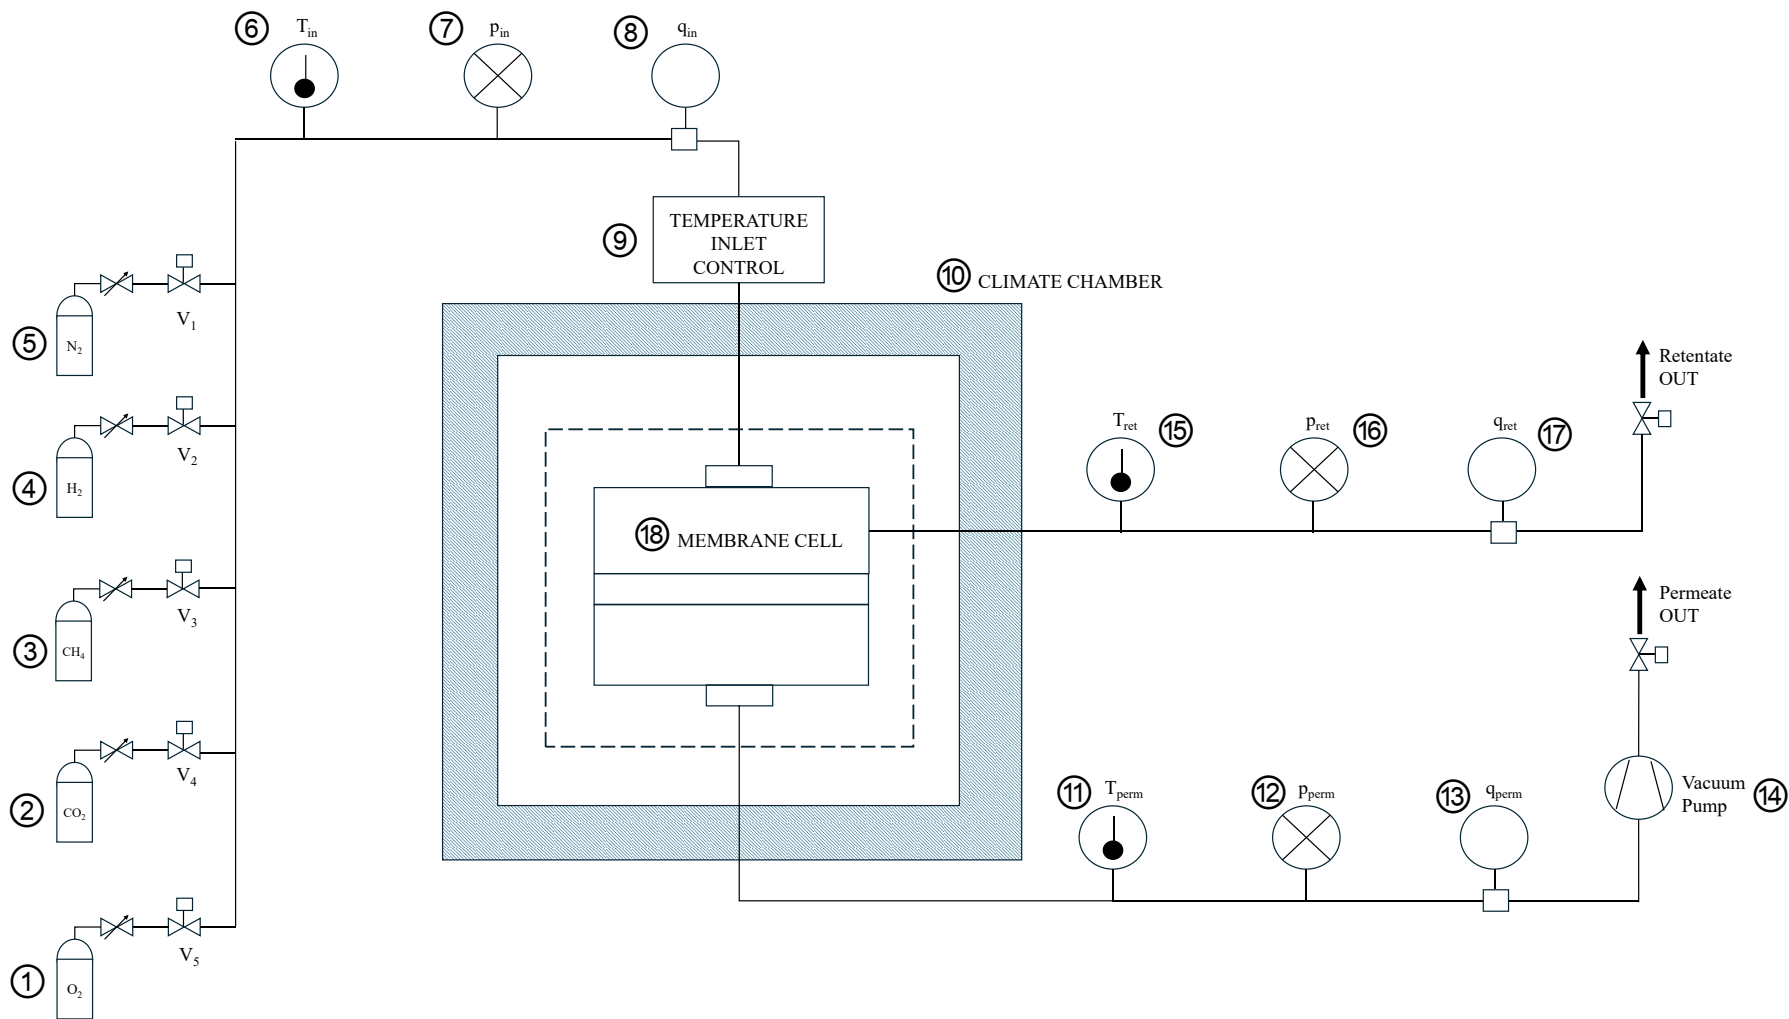 ⑥ T_in
⑦ p_in
⑧ q_in
⑨ TEMPERATURE
INLET
CONTROL
⑩ CLIMATE CHAMBER
V₁
⑤ N₂
V₂
④ H₂
V₃
③ CH₄
V₄
② CO₂
V₅
① O₂
⑱ MEMBRANE CELL
T_ret ⑮
p_ret ⑯
q_ret ⑰
Retentate
OUT
Permeate
OUT
⑪ T_perm
⑫ p_perm
⑬ q_perm
Vacuum
Pump ⑭